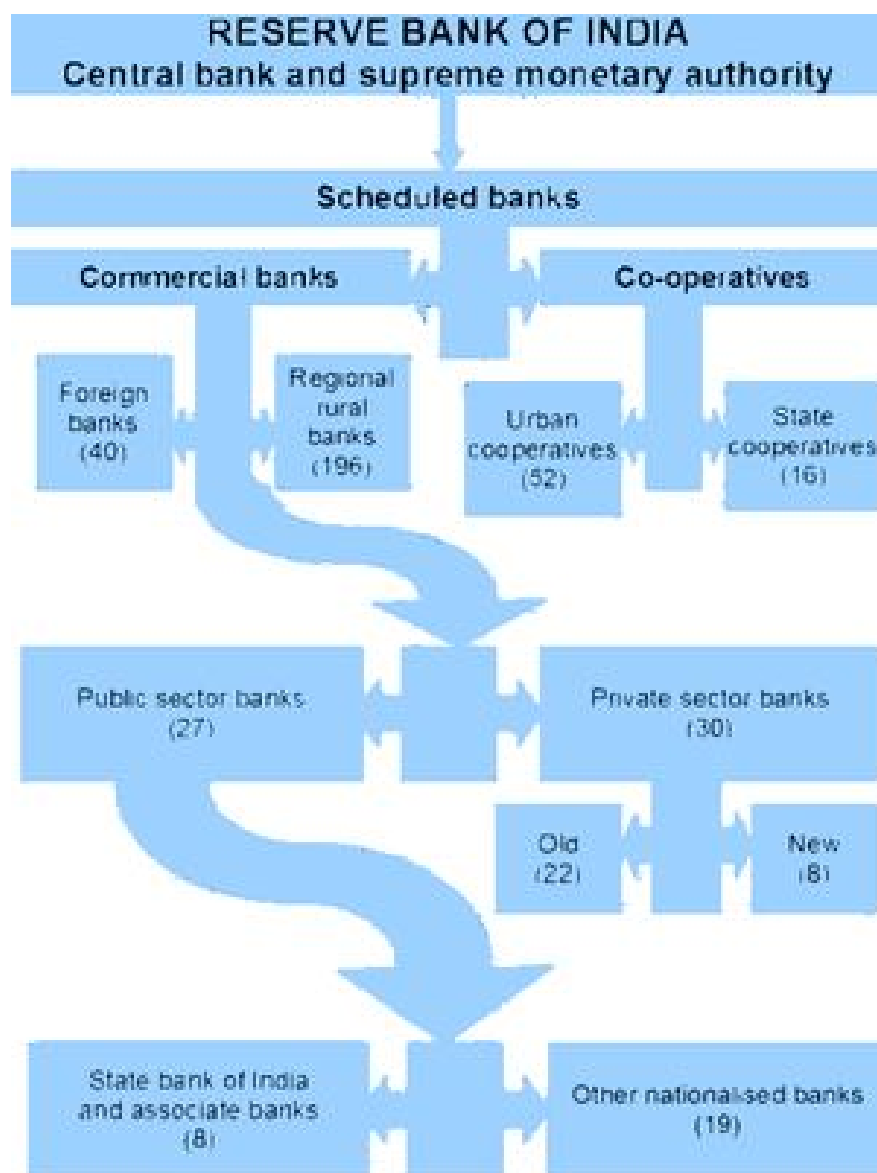 RESERVE BANK OF INDIA
Central bank and supreme monetary authority
Scheduled banks
Commercial banks
Co-operatives
Foreign
banks
(40)
Regional
rural
banks
(196)
Urban
cooperatives
(52)
State
cooperatives
(16)
Public sector banks
(27)
Private sector banks
(30)
Old
(22)
New
(8)
State bank of India
and associate banks
(8)
Other nationalised banks
(19)